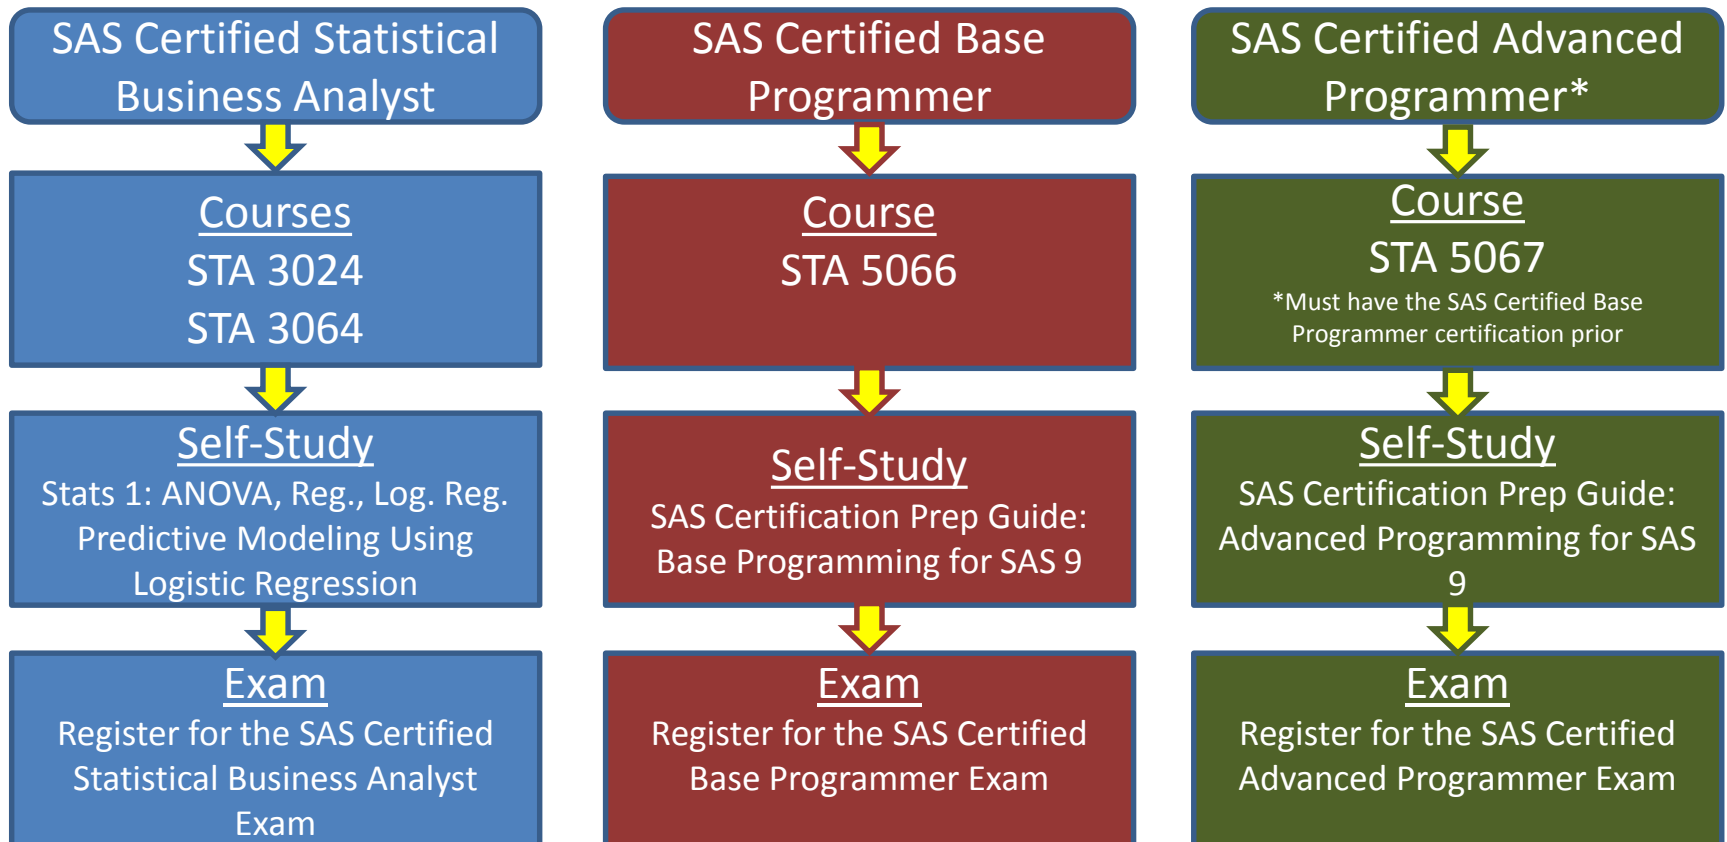 SAS Certified Statistical
Business Analyst
Courses
STA 3024
STA 3064
Self-Study
Stats 1: ANOVA, Reg., Log. Reg.
Predictive Modeling Using
Logistic Regression
Exam
Register for the SAS Certified
Statistical Business Analyst
Exam
SAS Certified Base
Programmer
Course
STA 5066
Self-Study
SAS Certification Prep Guide:
Base Programming for SAS 9
Exam
Register for the SAS Certified
Base Programmer Exam
SAS Certified Advanced
Programmer*
Course
STA 5067
*Must have the SAS Certified Base
Programmer certification prior
Self-Study
SAS Certification Prep Guide:
Advanced Programming for SAS
9
Exam
Register for the SAS Certified
Advanced Programmer Exam